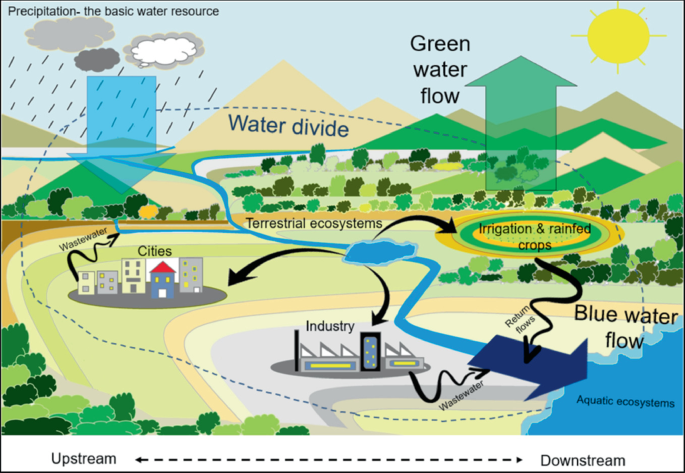 Precipitation- the basic water resource
Green
water
flow
Water divide
Terrestrial ecosystems
Irrigation & rainfed
crops
Wastewater
Cities
Industry
Return
flows
Blue water
flow
Wastewater
Aquatic ecosystems
Upstream
Downstream